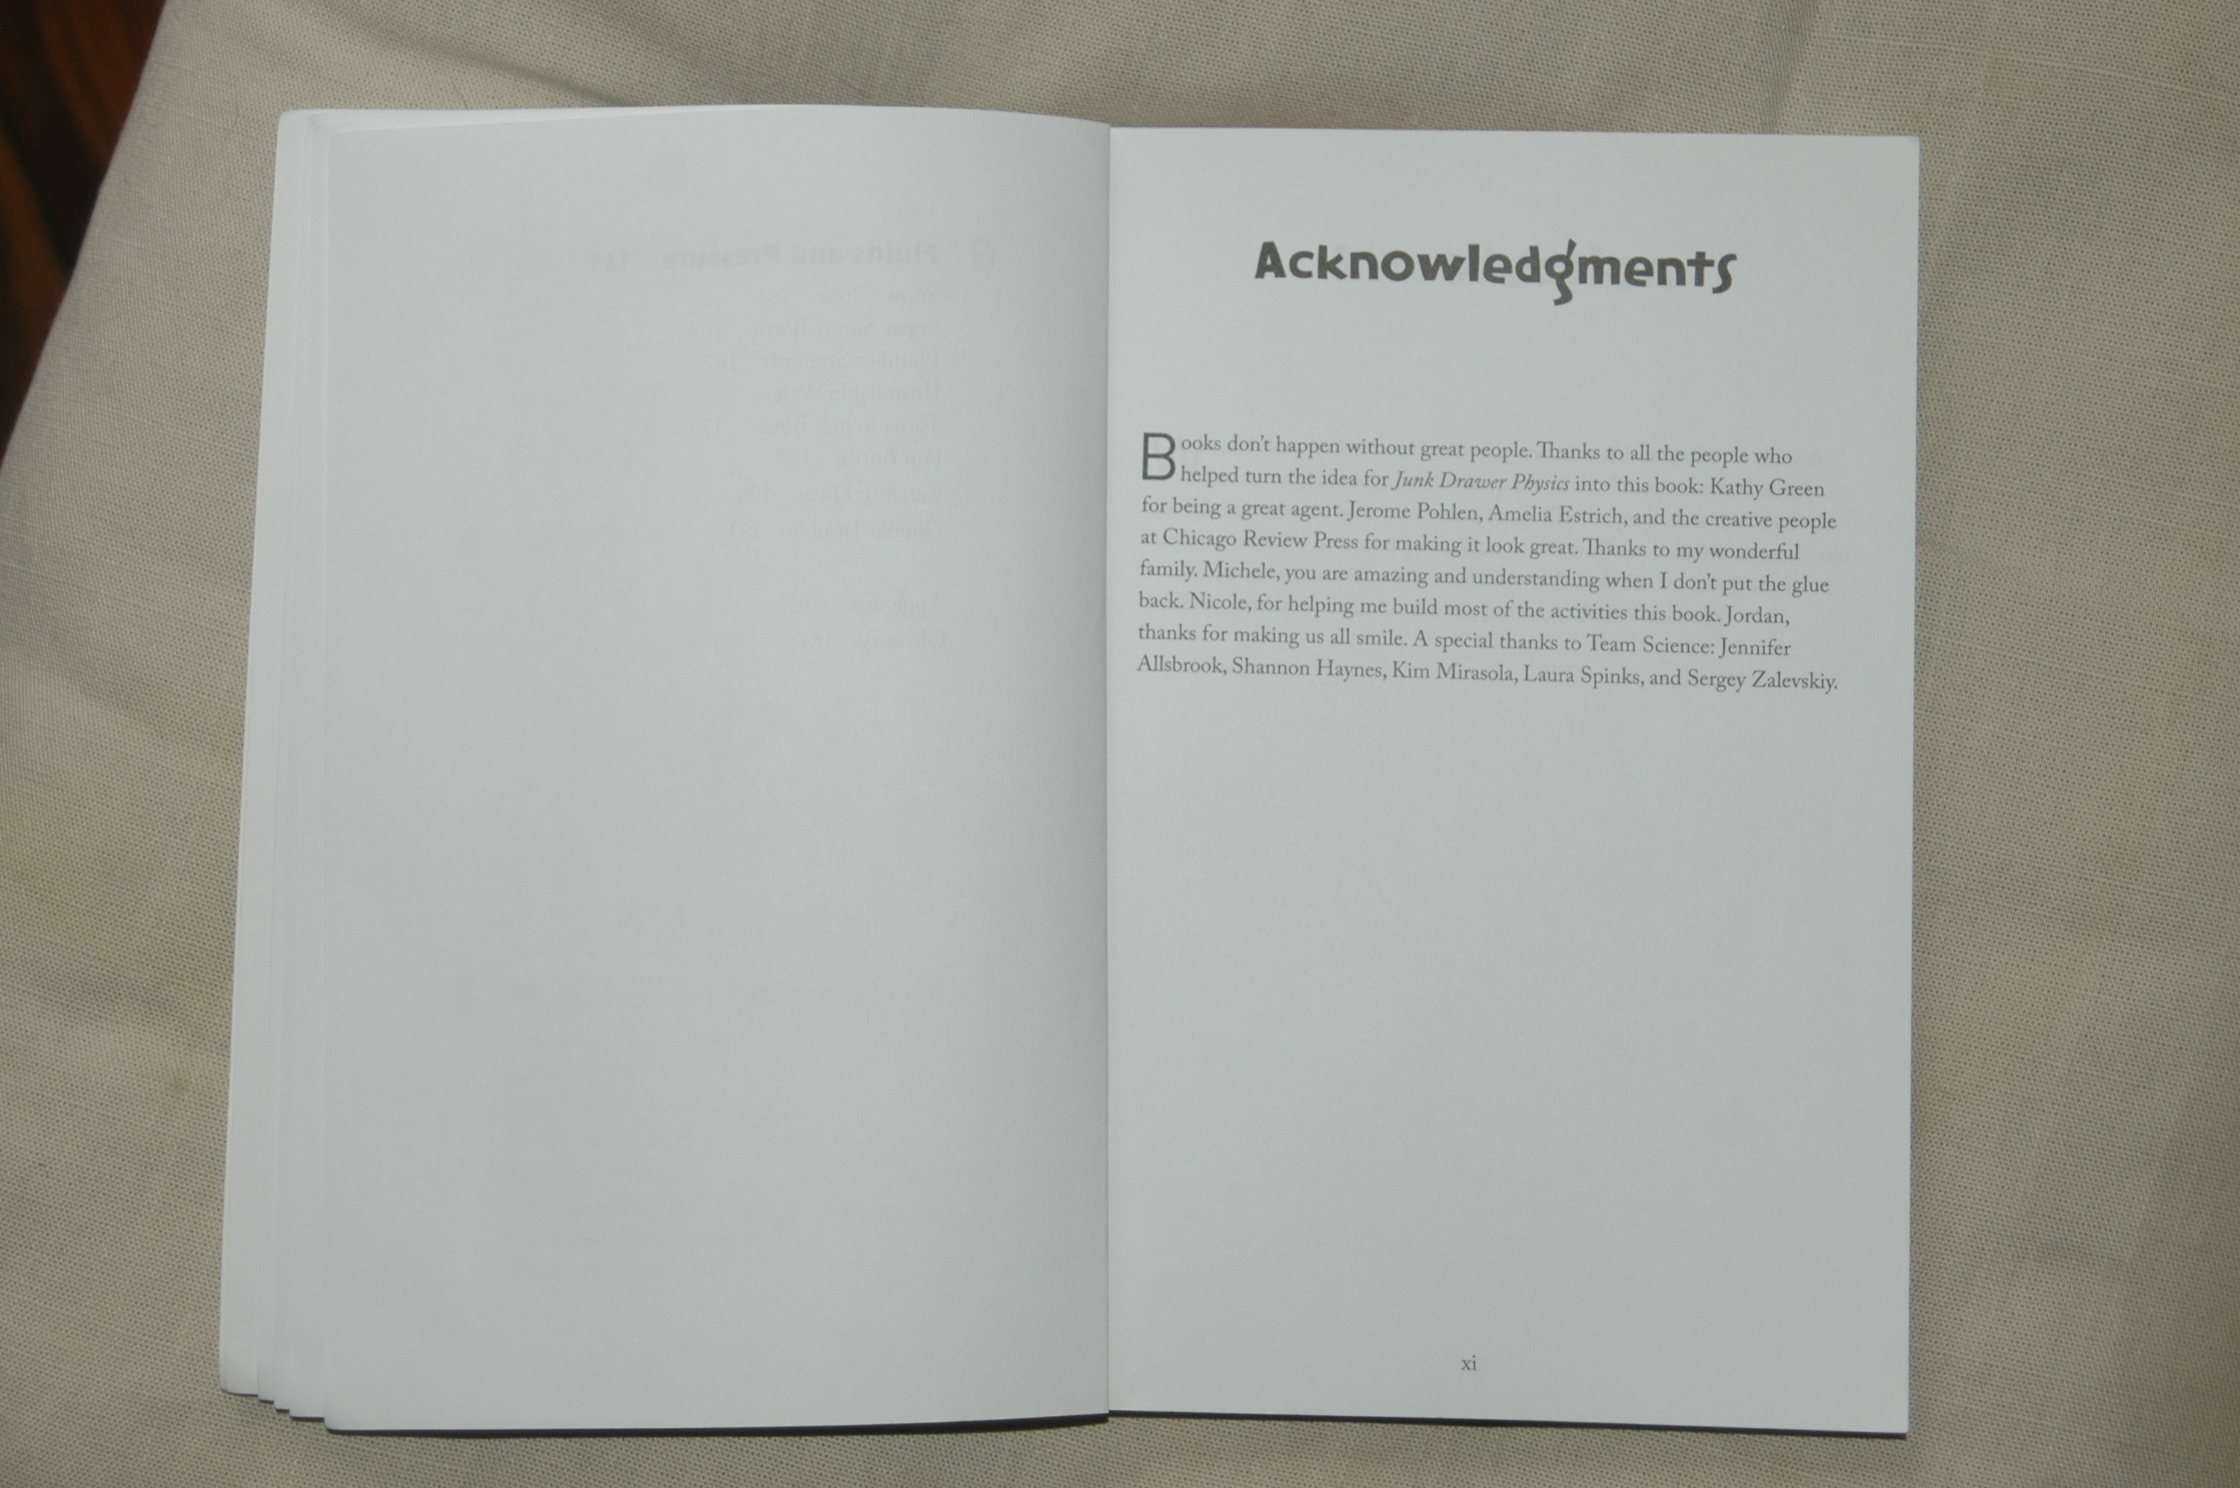 Fluids and Pressure
Acknowledgments
Books don't happen without great people. Thanks to all the people who
helped turn the idea for Junk Drawer Physics into this book: Kathy Green
for being a great agent. Jerome Pohlen, Amelia Estrich, and the creative people
at Chicago Review Press for making it look great. Thanks to my wonderful
family. Michele, you are amazing and understanding when I don't put the glue
back. Nicole, for helping me build most of the activities this book. Jordan,
thanks for making us all smile. A special thanks to Team Science: Jennifer
Allsbrook, Shannon Haynes, Kim Mirasola, Laura Spinks, and Sergey Zalevskiy.
xi